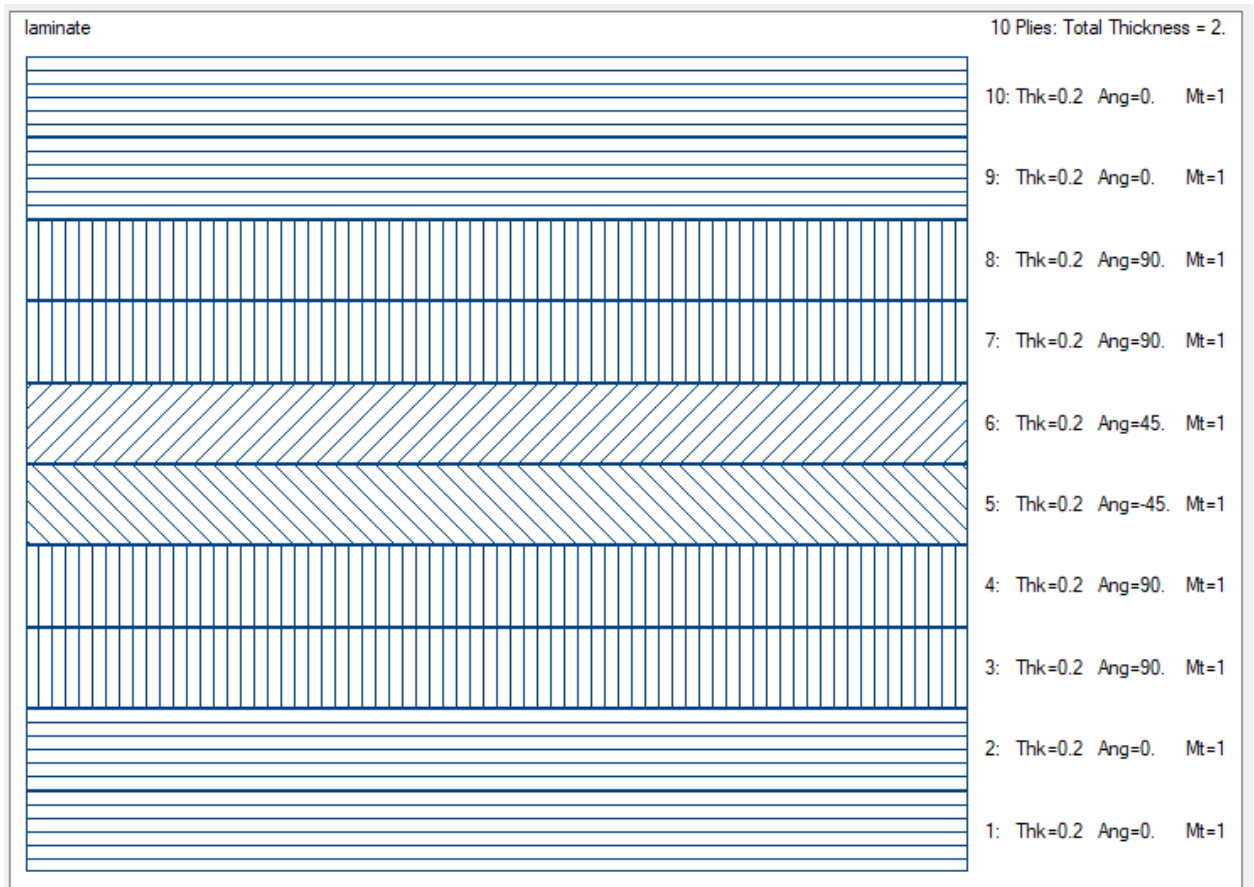 laminate 10 Plies: Total Thickness = 2.
10: Thk=0.2 Ang=0. Mt=1
9: Thk=0.2 Ang=0. Mt=1
8: Thk=0.2 Ang=90. Mt=1
7: Thk=0.2 Ang=90. Mt=1
6: Thk=0.2 Ang=45. Mt=1
5: Thk=0.2 Ang=-45. Mt=1
4: Thk=0.2 Ang=90. Mt=1
3: Thk=0.2 Ang=90. Mt=1
2: Thk=0.2 Ang=0. Mt=1
1: Thk=0.2 Ang=0. Mt=1